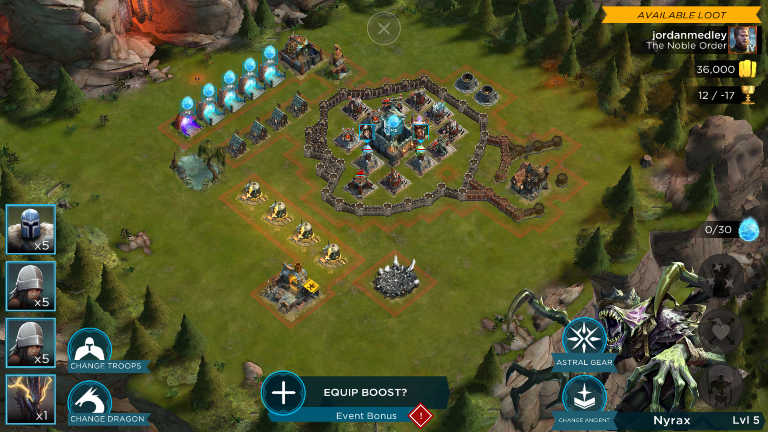 AVAILABLE LOOT
jordanmedley
The Noble Order
36,000
12 / -17
0/30
x5
x5
x5
x1
CHANGE TROOPS
CHANGE DRAGON
EQUIP BOOST?
Event Bonus
!
ASTRAL GEAR
CHANGE ANCIENT
Nyrax Lvl 5